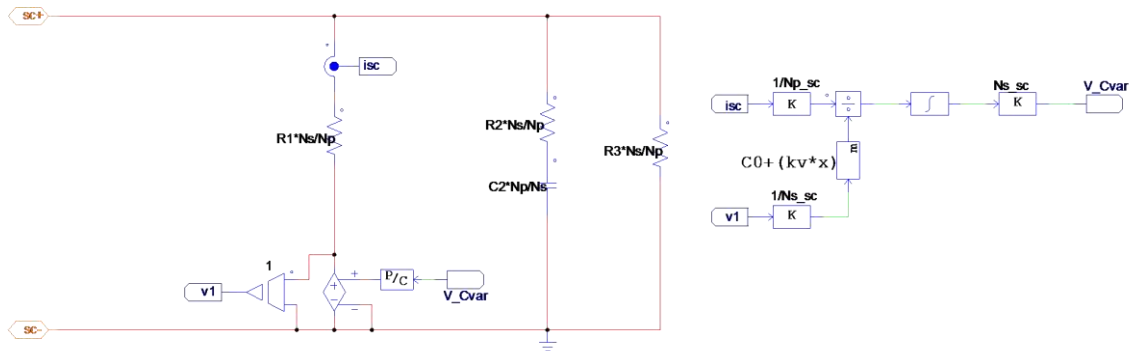 sc+
isc
R1*Ns/Np
R2*Ns/Np
C2*Np/Ns
R3*Ns/Np
1
v1
+
−
+
−
P/C
V_Cvar
sc-
isc
1/Np_sc
K
÷
∫
Ns_sc
K
V_Cvar
C0+(kv*x)
m
1/Ns_sc
v1
K